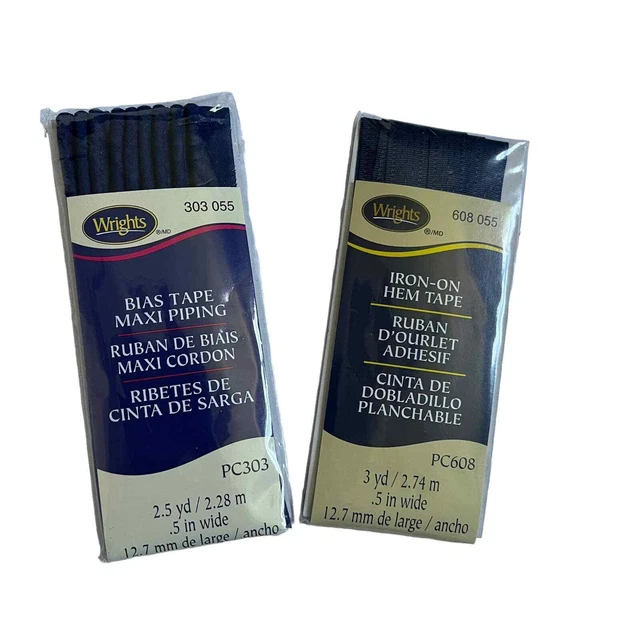 Wrights
®/MD
303 055
BIAS TAPE
MAXI PIPING
RUBAN DE BIAIS
MAXI CORDON
RIBETES DE
CINTA DE SARGA
PC303
2.5 yd / 2.28 m
.5 in wide
12.7 mm de large / ancho
Wrights
®/MD
608 055
IRON-ON
HEM TAPE
RUBAN
D'OURLET
ADHESIF
CINTA DE
DOBLADILLO
PLANCHABLE
PC608
3 yd / 2.74 m
.5 in wide
12.7 mm de large / ancho